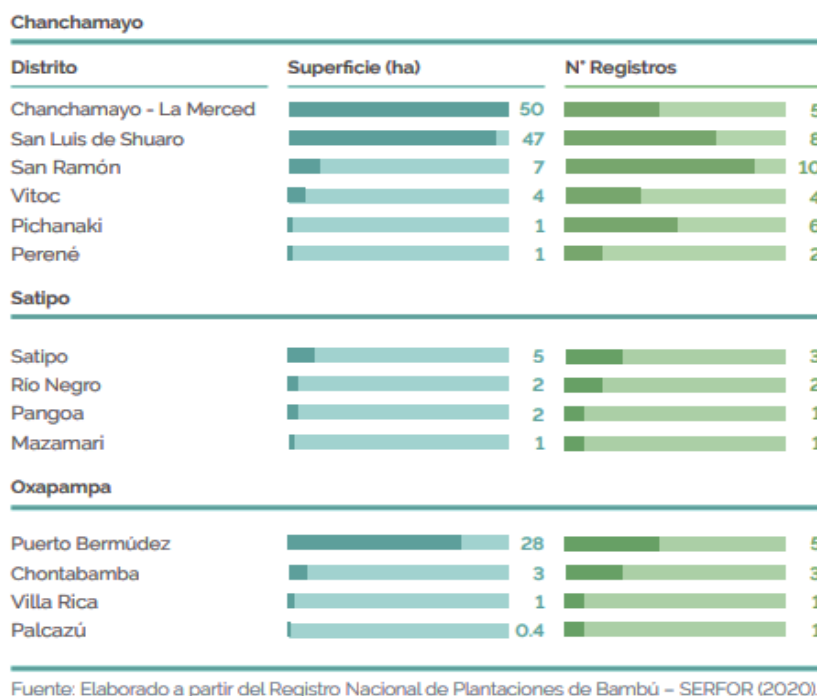 Chanchamayo
Distrito Superficie (ha) N° Registros
Chanchamayo - La Merced 50 5
San Luis de Shuaro 47 8
San Ramón 7 10
Vitoc 4 4
Pichanaki 1 6
Perené 1 2
Satipo
Satipo 5 3
Río Negro 2 2
Pangoa 2 1
Mazamari 1 1
Oxapampa
Puerto Bermúdez 28 5
Chontabamba 3 3
Villa Rica 1 1
Palcazú 0.4 1
Fuente: Elaborado a partir del Registro Nacional de Plantaciones de Bambú – SERFOR (2020)